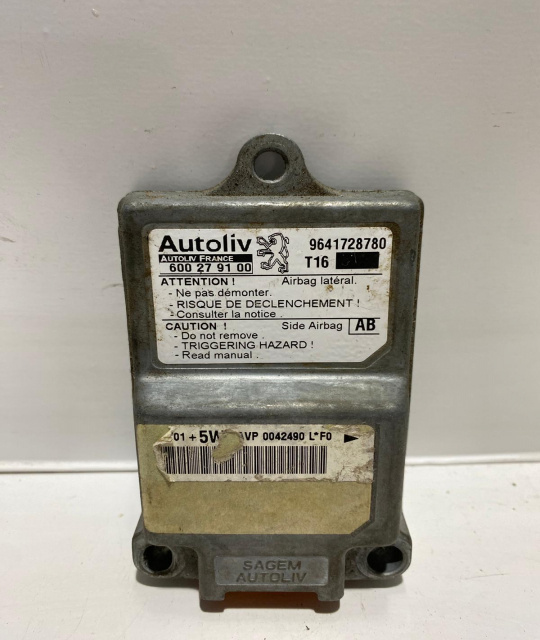 Autoliv 9641728780
AUTOLIV FRANCE T16
600 27 91 00
ATTENTION ! Airbag latéral.
- Ne pas démonter.
- RISQUE DE DECLENCHEMENT !
- Consulter la notice .
CAUTION ! Side Airbag AB
- Do not remove .
- TRIGGERING HAZARD !
- Read manual .
01 + 5W VP 0042490 L*F0
SAGEM
AUTOLIV